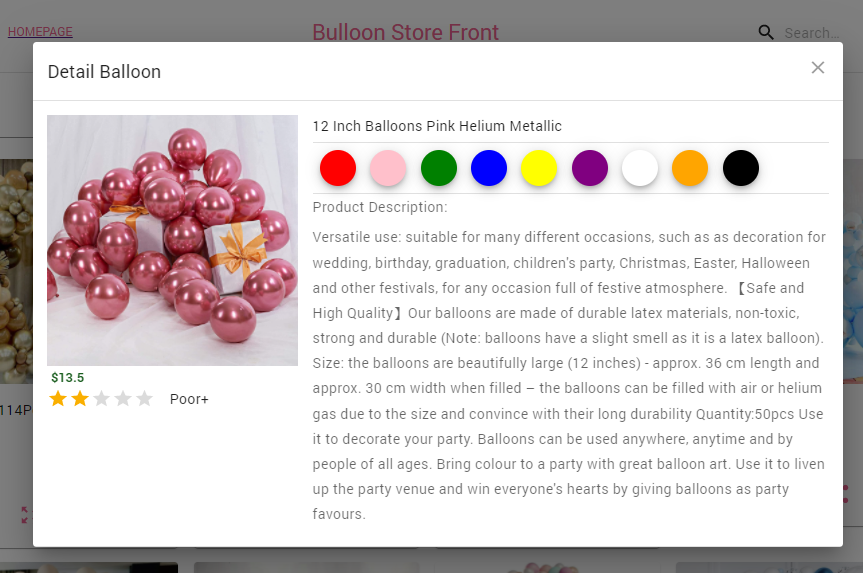 HOMEPAGE
Bulloon Store Front
Search…
Detail Balloon
12 Inch Balloons Pink Helium Metallic
Product Description:
Versatile use: suitable for many different occasions, such as as decoration for
wedding, birthday, graduation, children's party, Christmas, Easter, Halloween
and other festivals, for any occasion full of festive atmosphere. 【Safe and
High Quality】Our balloons are made of durable latex materials, non-toxic,
strong and durable (Note: balloons have a slight smell as it is a latex balloon).
Size: the balloons are beautifully large (12 inches) - approx. 36 cm length and
approx. 30 cm width when filled – the balloons can be filled with air or helium
gas due to the size and convince with their long durability Quantity:50pcs Use
it to decorate your party. Balloons can be used anywhere, anytime and by
people of all ages. Bring colour to a party with great balloon art. Use it to liven
up the party venue and win everyone's hearts by giving balloons as party
favours.
$13.5
Poor+
114P